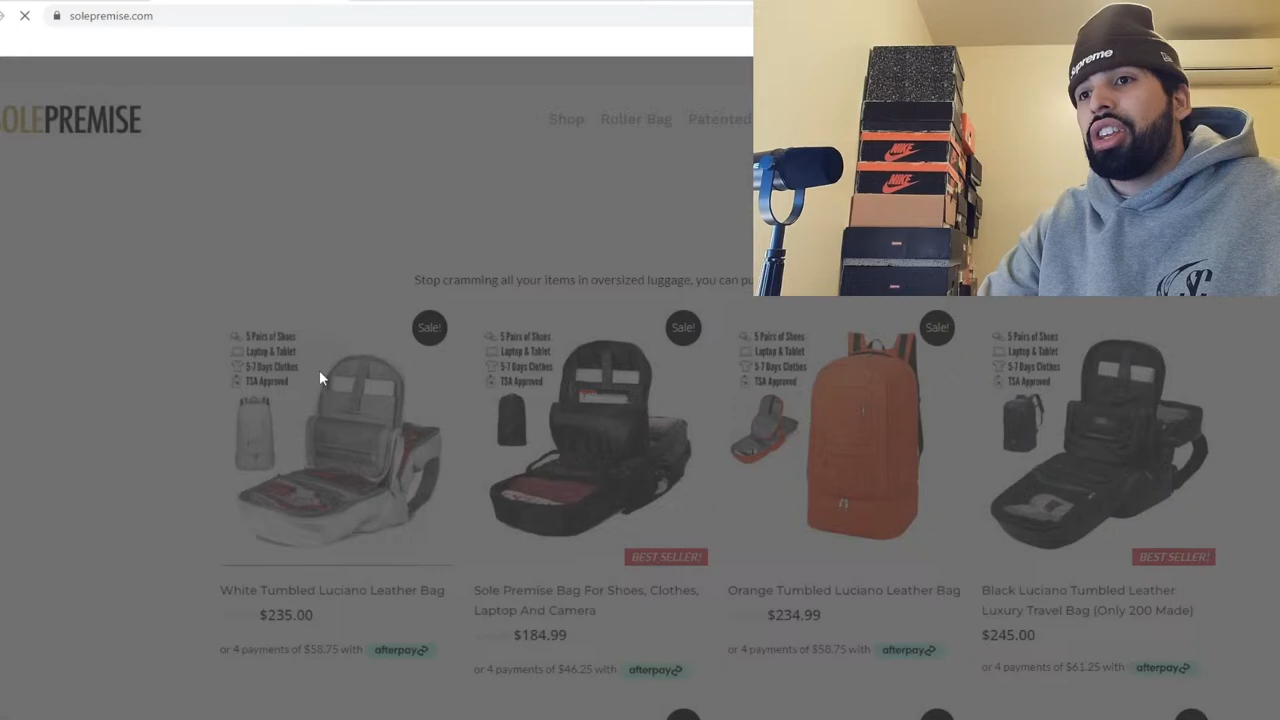 solepremise.com
SOLEPREMISE
Shop Roller Bag Patented
Stop cramming all your items in oversized luggage, you can
Sale!
Sale!
Sale!
5 Pairs of Shoes
Laptop & Tablet
5-7 Days Clothes
TSA Approved
5 Pairs of Shoes
Laptop & Tablet
5-7 Days Clothes
TSA Approved
5 Pairs of Shoes
Laptop & Tablet
5-7 Days Clothes
TSA Approved
5 Pairs of Shoes
Laptop & Tablet
5-7 Days Clothes
TSA Approved
BEST SELLER!
BEST SELLER!
White Tumbled Luciano Leather Bag
$235.00
or 4 payments of $58.75 with afterpay
Sole Premise Bag For Shoes, Clothes,
Laptop And Camera
$184.99
or 4 payments of $46.25 with afterpay
Orange Tumbled Luciano Leather Bag
$234.99
or 4 payments of $58.75 with afterpay
Black Luciano Tumbled Leather
Luxury Travel Bag (Only 200 Made)
$245.00
or 4 payments of $61.25 with afterpay
Supreme
NIKE
NIKE